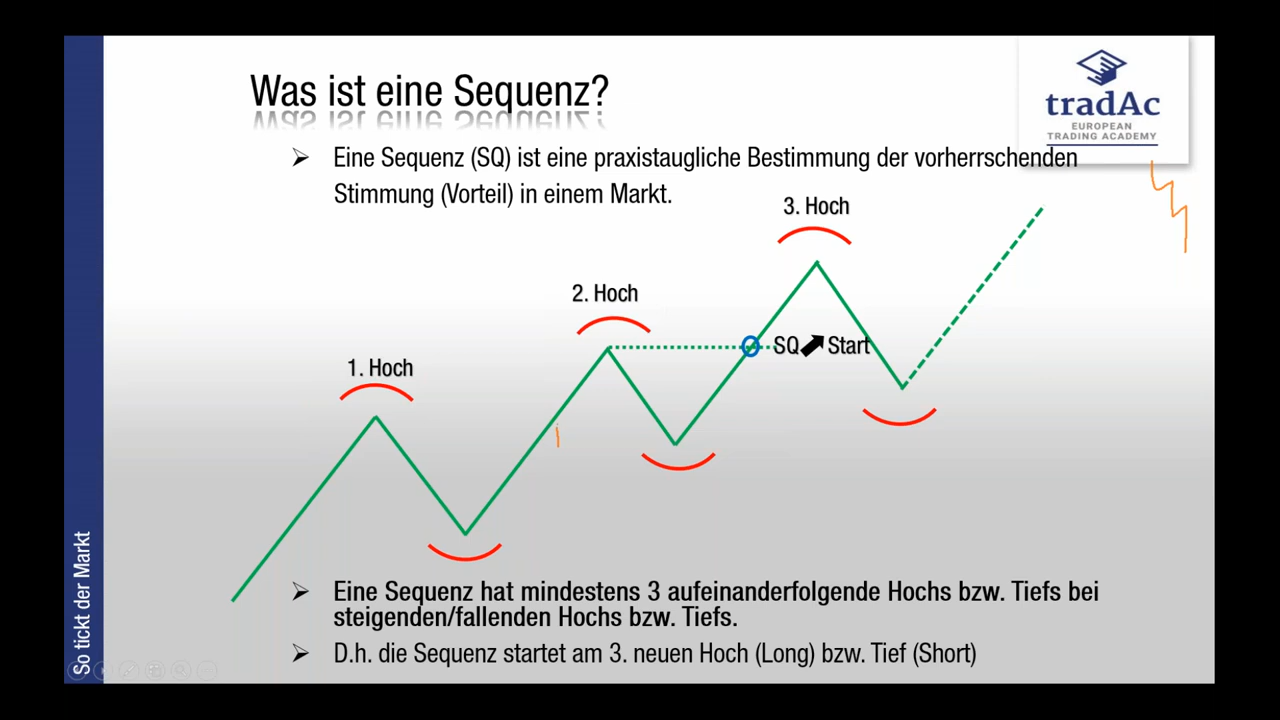 Was ist eine Sequenz?
tradAc
EUROPEAN
TRADING ACADEMY
Eine Sequenz (SQ) ist eine praxistaugliche Bestimmung der vorherrschenden
Stimmung (Vorteil) in einem Markt.
3. Hoch
2. Hoch
SQ Start
1. Hoch
Eine Sequenz hat mindestens 3 aufeinanderfolgende Hochs bzw. Tiefs bei
steigenden/fallenden Hochs bzw. Tiefs.
D.h. die Sequenz startet am 3. neuen Hoch (Long) bzw. Tief (Short)
So tickt der Markt